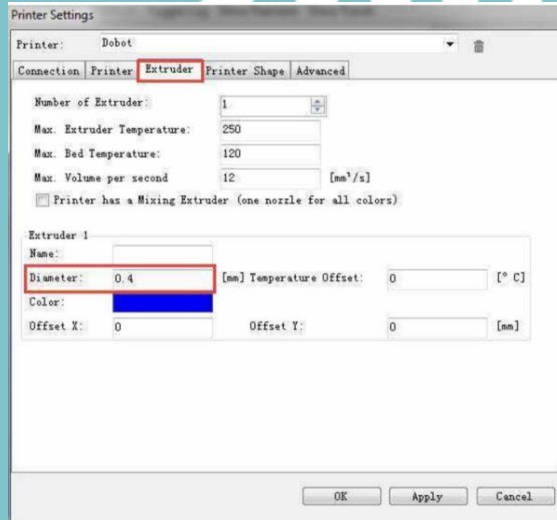 Printer Settings
Printer: Dobot
Connection Printer Extruder Printer Shape Advanced
Number of Extruder: 1
Max. Extruder Temperature: 250
Max. Bed Temperature: 120
Max. Volume per second 12 [mm³/s]
Printer has a Mixing Extruder (one nozzle for all colors)
Extruder 1
Name:
Diameter: 0.4 [mm] Temperature Offset: 0 [° C]
Color:
Offset X: 0 Offset Y: 0 [mm]
OK Apply Cancel